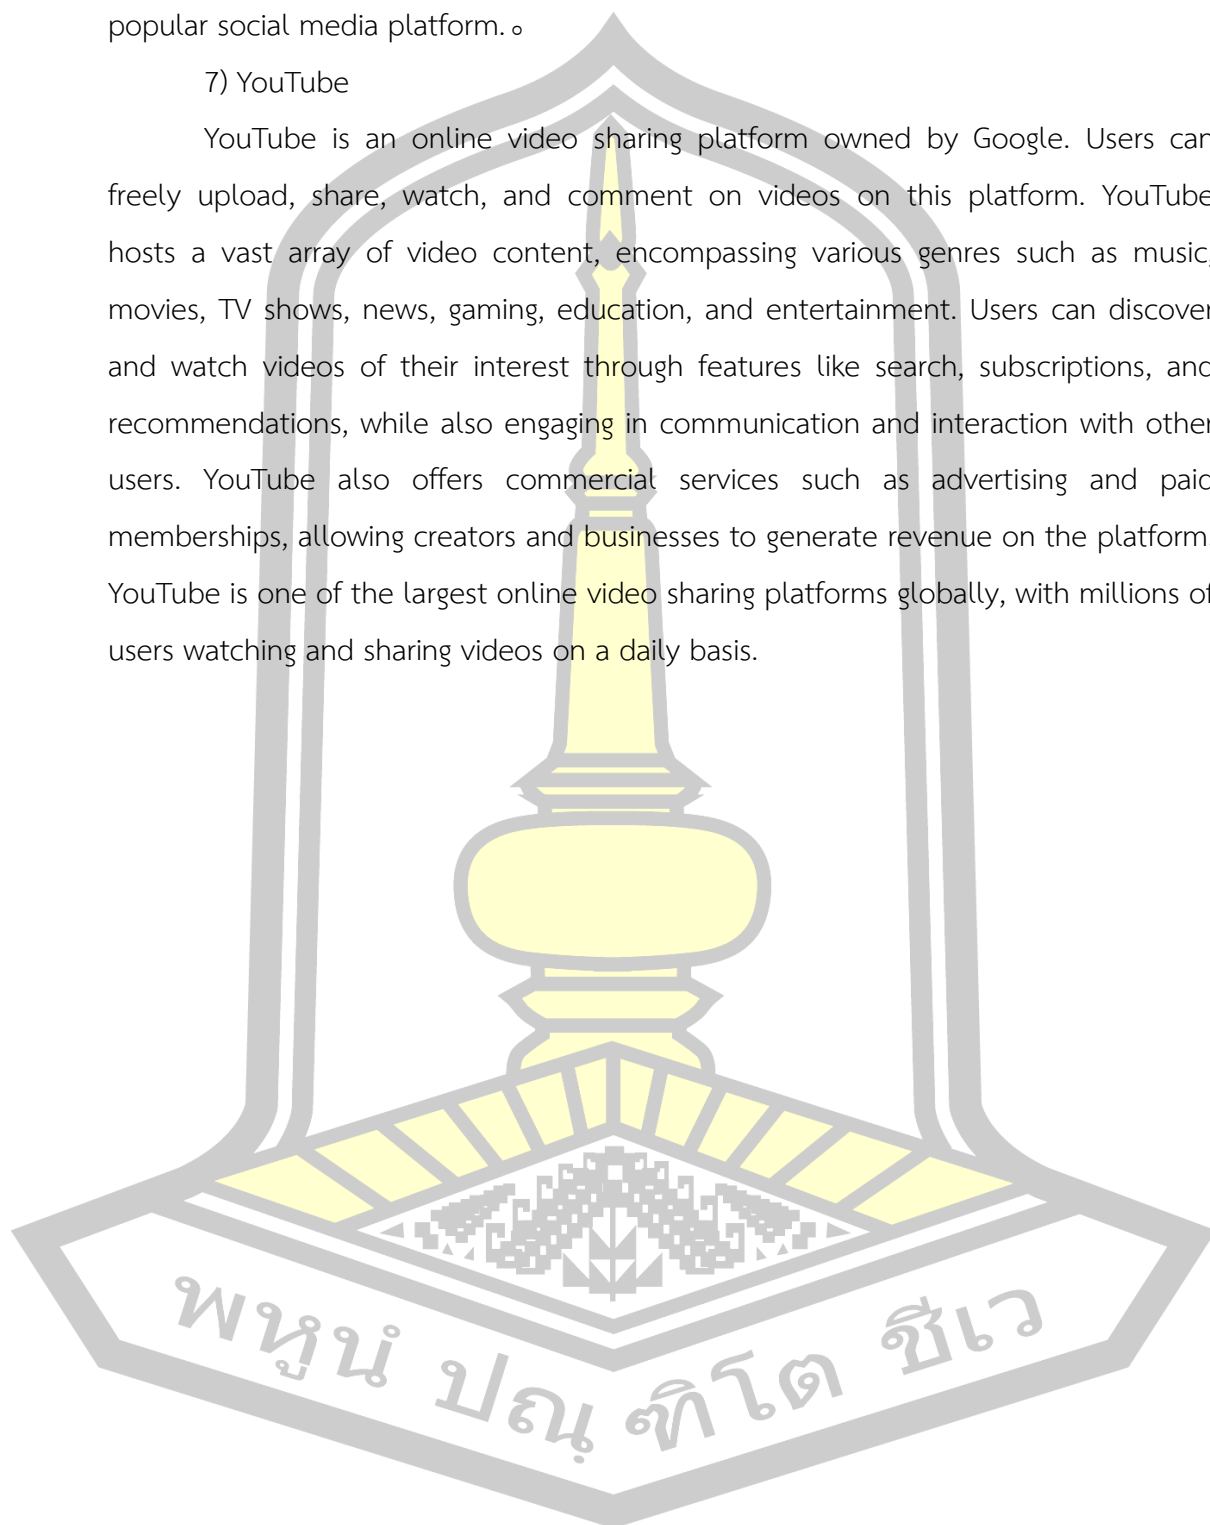 popular social media platform.。
7) YouTube
YouTube is an online video sharing platform owned by Google. Users can
freely upload, share, watch, and comment on videos on this platform. YouTube
hosts a vast array of video content, encompassing various genres such as music,
movies, TV shows, news, gaming, education, and entertainment. Users can discover
and watch videos of their interest through features like search, subscriptions, and
recommendations, while also engaging in communication and interaction with other
users. YouTube also offers commercial services such as advertising and paid
memberships, allowing creators and businesses to generate revenue on the platform.
YouTube is one of the largest online video sharing platforms globally, with millions of
users watching and sharing videos on a daily basis.
พหูนํ ปณฺฑิโต ชีเว